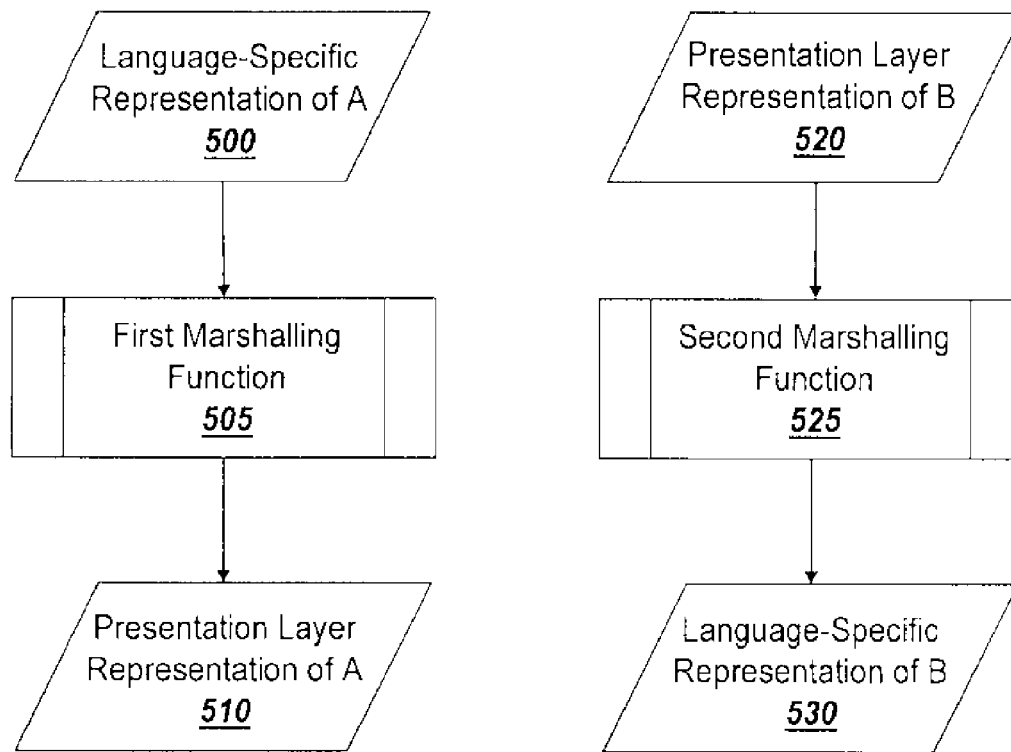 Language-Specific
Representation of A
500
First Marshalling
Function
505
Presentation Layer
Representation of A
510
Presentation Layer
Representation of B
520
Second Marshalling
Function
525
Language-Specific
Representation of B
530